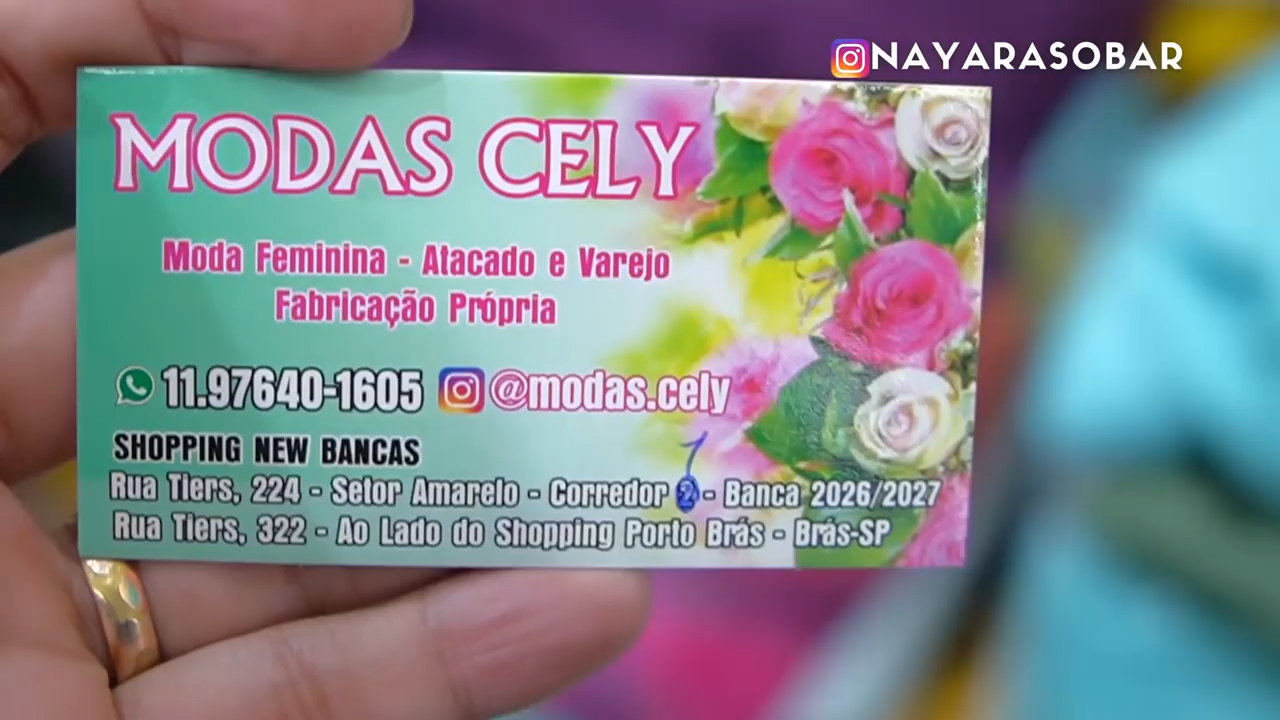 NAYARASOBAR
MODAS CELY
Moda Feminina - Atacado e Varejo
Fabricação Própria
11.97640-1605 @modas.cely
SHOPPING NEW BANCAS
1
Rua Tiers, 224 - Setor Amarelo - Corredor 2 - Banca 2026/2027
Rua Tiers, 322 - Ao Lado do Shopping Porto Brás - Brás-SP